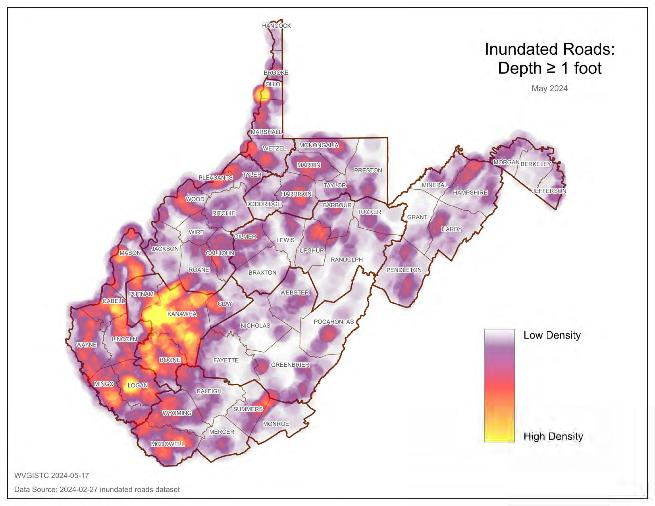 HANCOCK
Inundated Roads:
Depth ≥ 1 foot
May 2024
BROOKE
OHIO
MARSHALL
WETZEL
MONONGALIA
MORGAN
BERKELEY
JEFFERSON
MARION
PRESTON
PLEASANTS
TYLER
TAYLOR
MINERAL
HAMPSHIRE
WOOD
DODDRIDGE
HARRISON
BARBOUR
TUCKER
GRANT
RITCHIE
HARDY
WIRT
GILMER
LEWIS
UPSHUR
JACKSON
MASON
CALHOUN
RANDOLPH
ROANE
BRAXTON
PENDLETON
PUTNAM
CABELL
CLAY
WEBSTER
KANAWHA
NICHOLAS
POCAHONTAS
WAYNE
LINCOLN
BOONE
FAYETTE
GREENBRIER
MINGO
LOGAN
RALEIGH
WYOMING
SUMMERS
MONROE
MERCER
MCDOWELL
Low Density
High Density
WVGISTC 2024-05-17
Data Source: 2024-02-27 inundated roads dataset